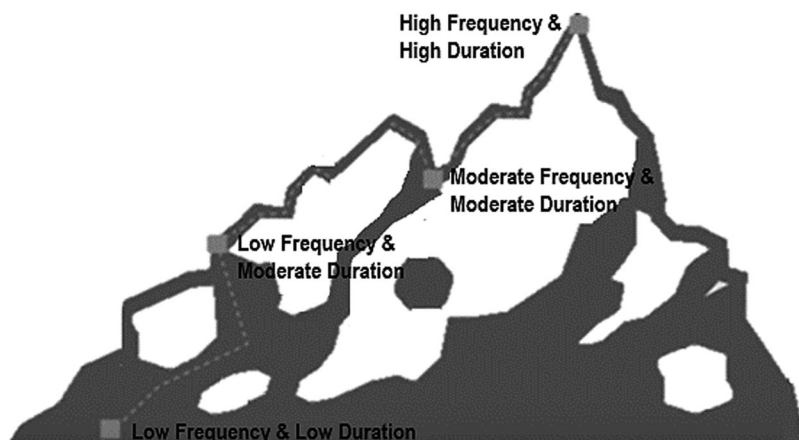 High Frequency &
High Duration
Moderate Frequency &
Moderate Duration
Low Frequency &
Moderate Duration
Low Frequency & Low Duration